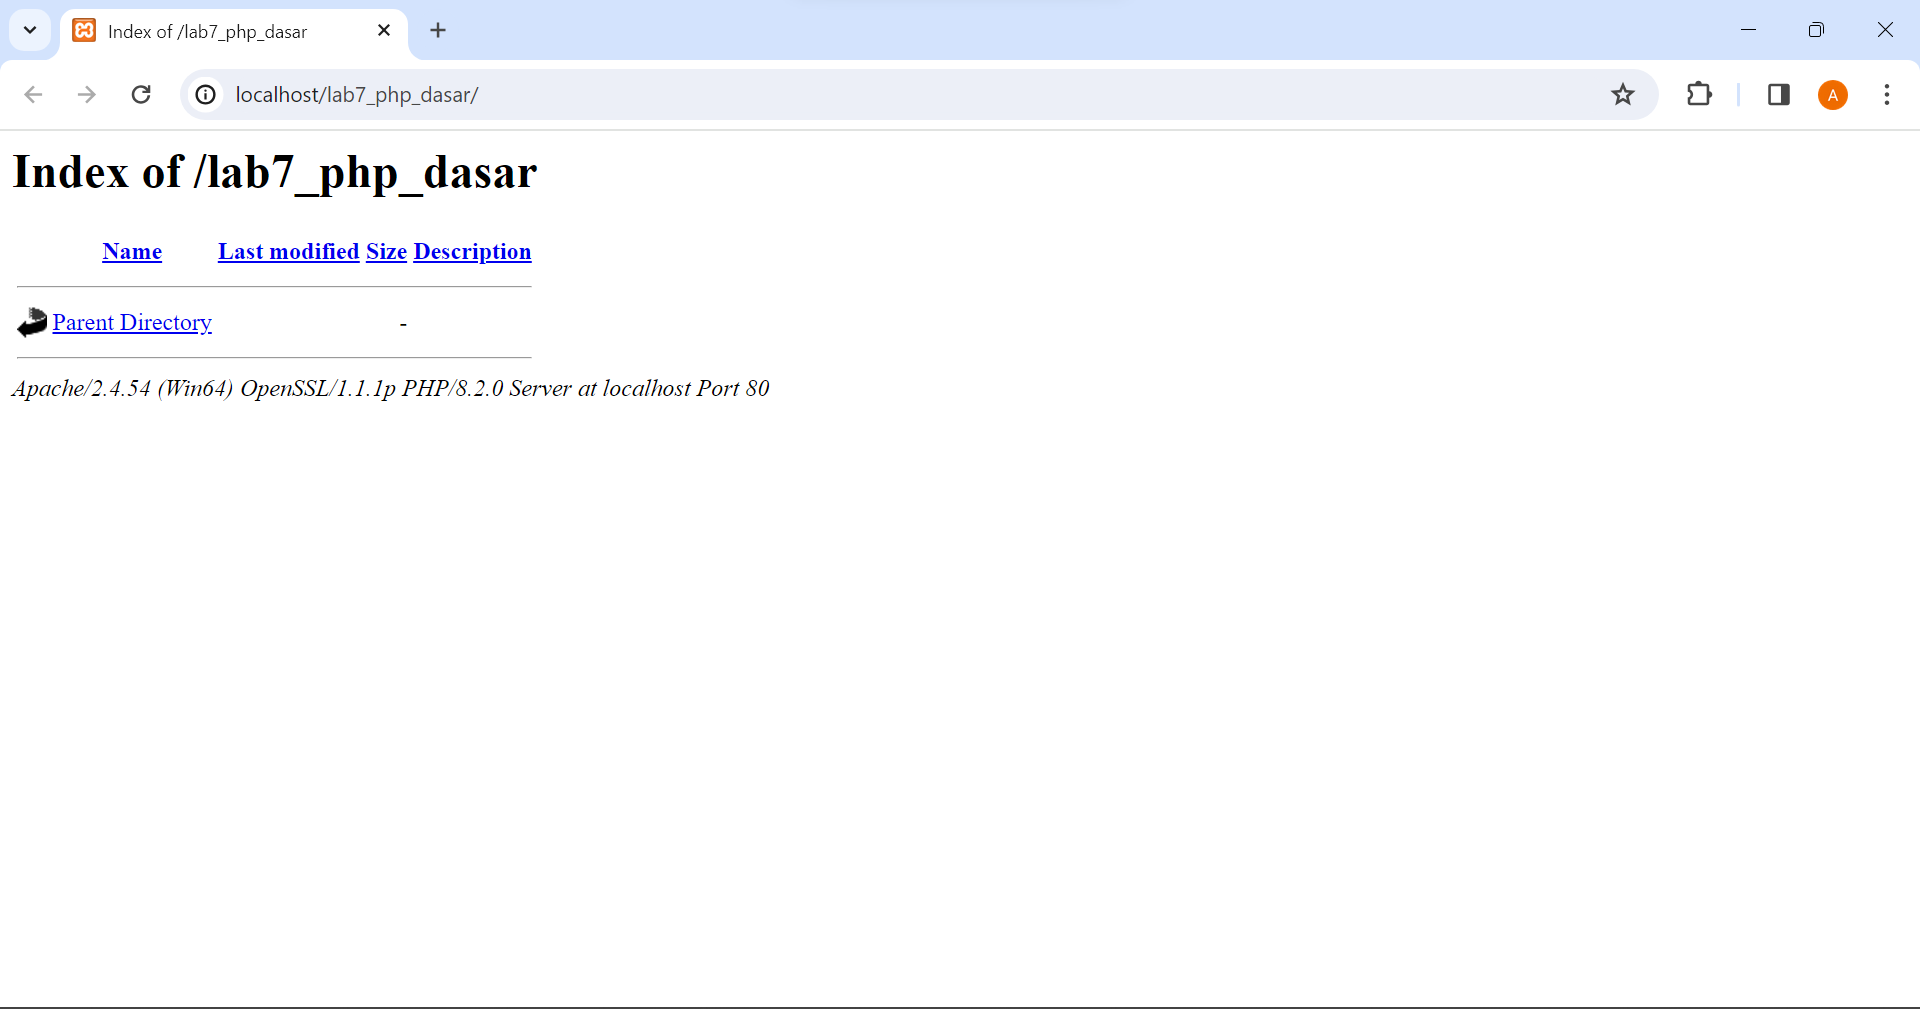 Index of /lab7_php_dasar
localhost/lab7_php_dasar/
A
Index of /lab7_php_dasar
Name Last modified Size Description
Parent Directory -
Apache/2.4.54 (Win64) OpenSSL/1.1.1p PHP/8.2.0 Server at localhost Port 80